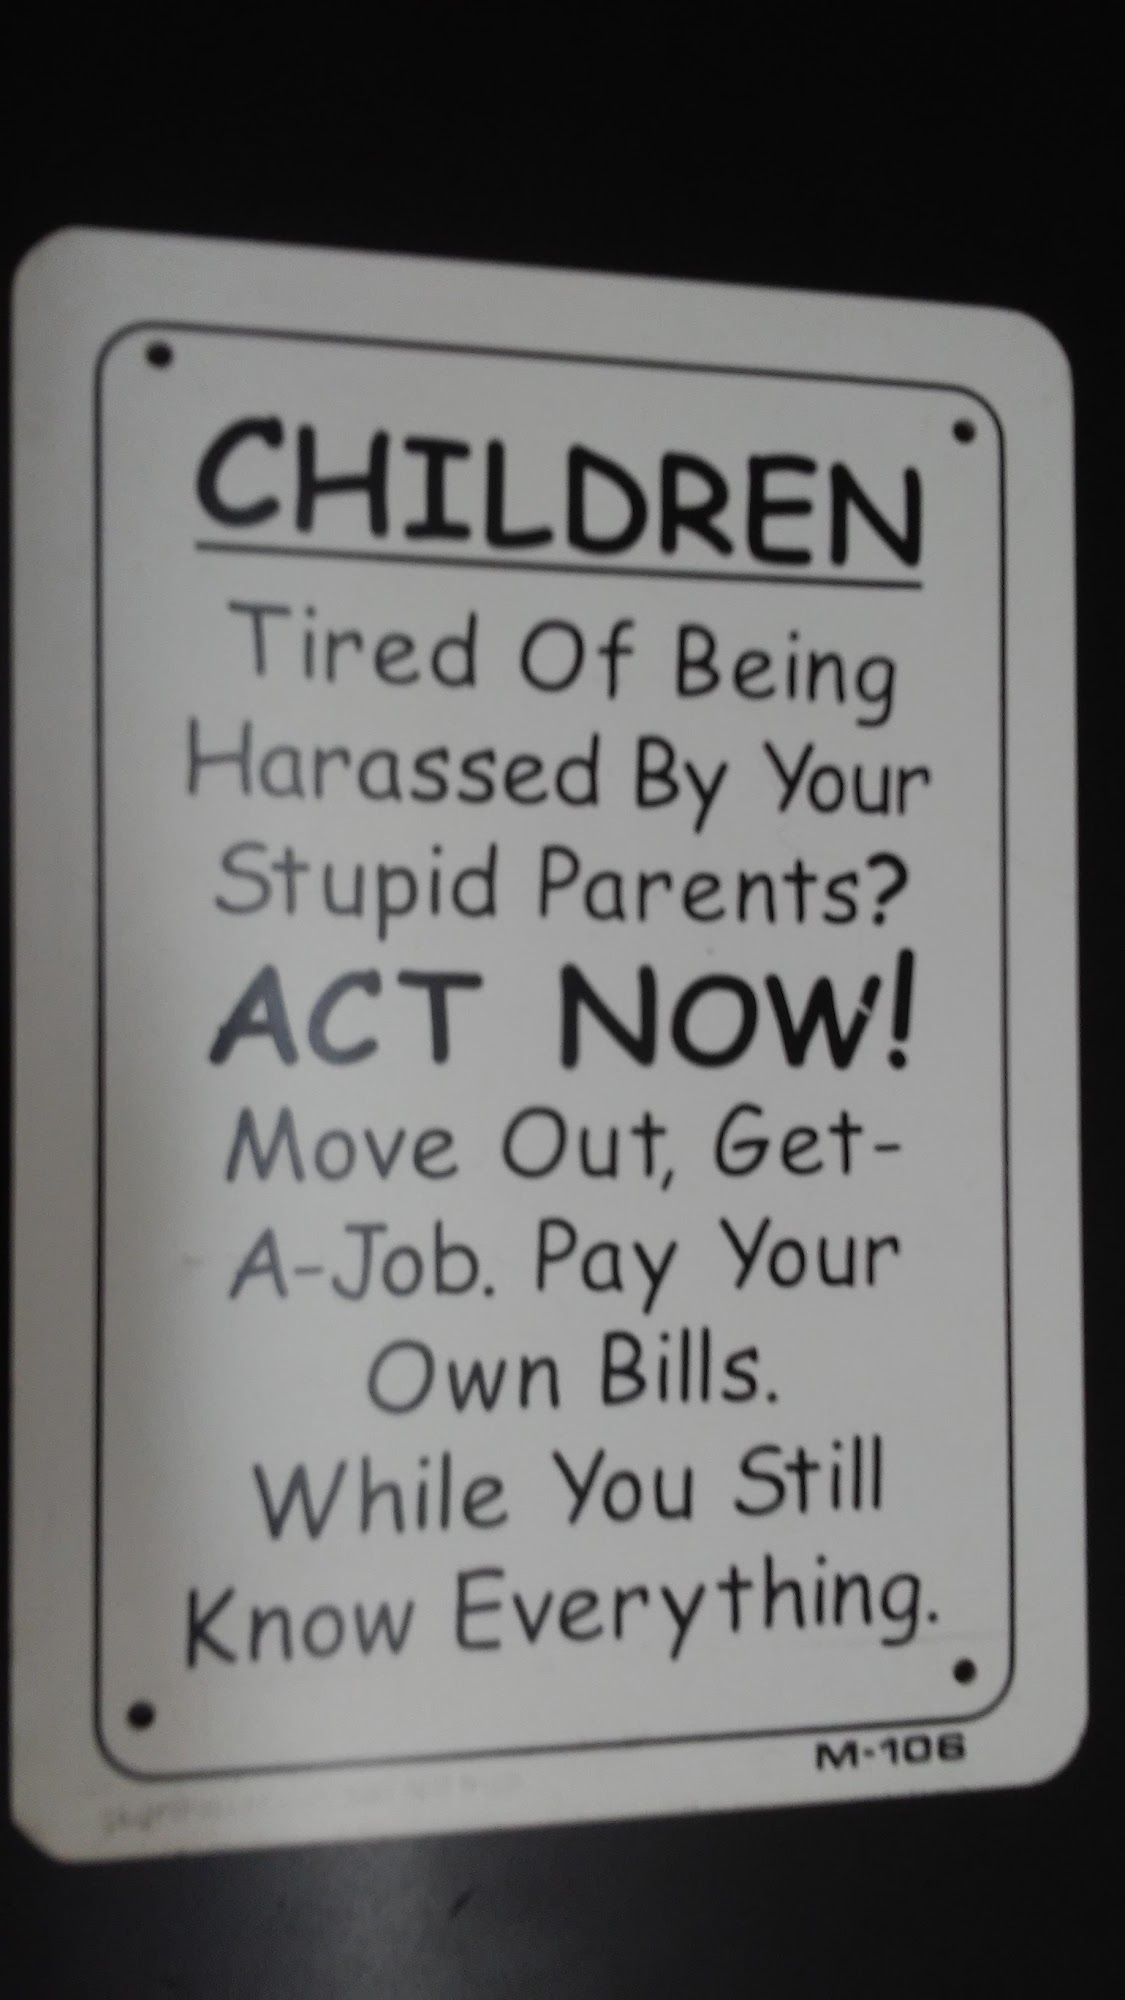 CHILDREN
Tired Of Being
Harassed By Your
Stupid Parents?
ACT NOW!
Move Out, Get-
A-Job. Pay Your
Own Bills.
While You Still
Know Everything.
M-106